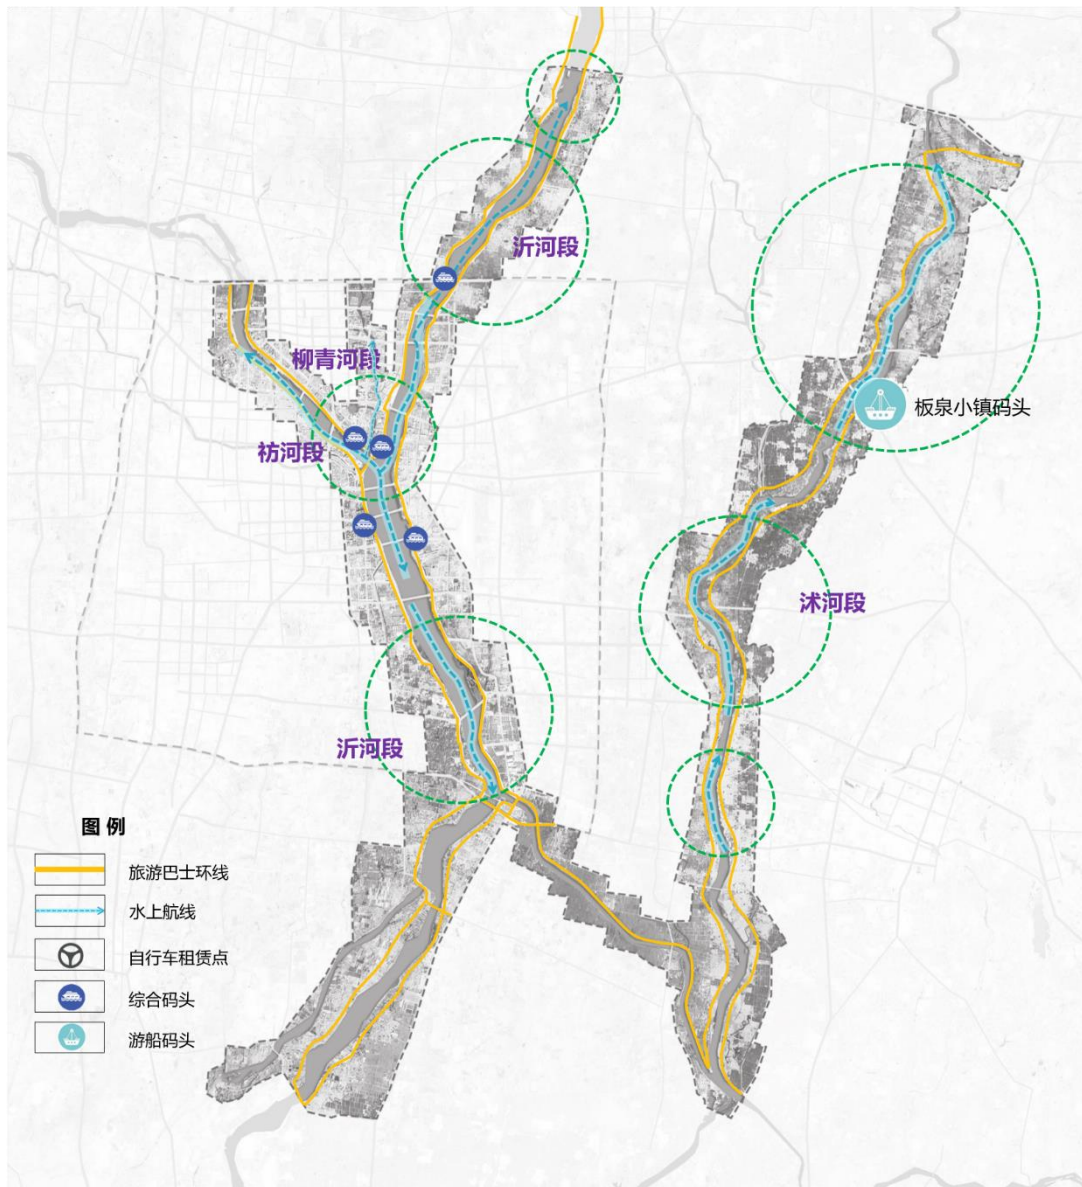 沂河段
柳青河段
板泉小镇码头
祊河段
沭河段
沂河段
图 例
旅游巴士环线
水上航线
自行车租赁点
综合码头
游船码头